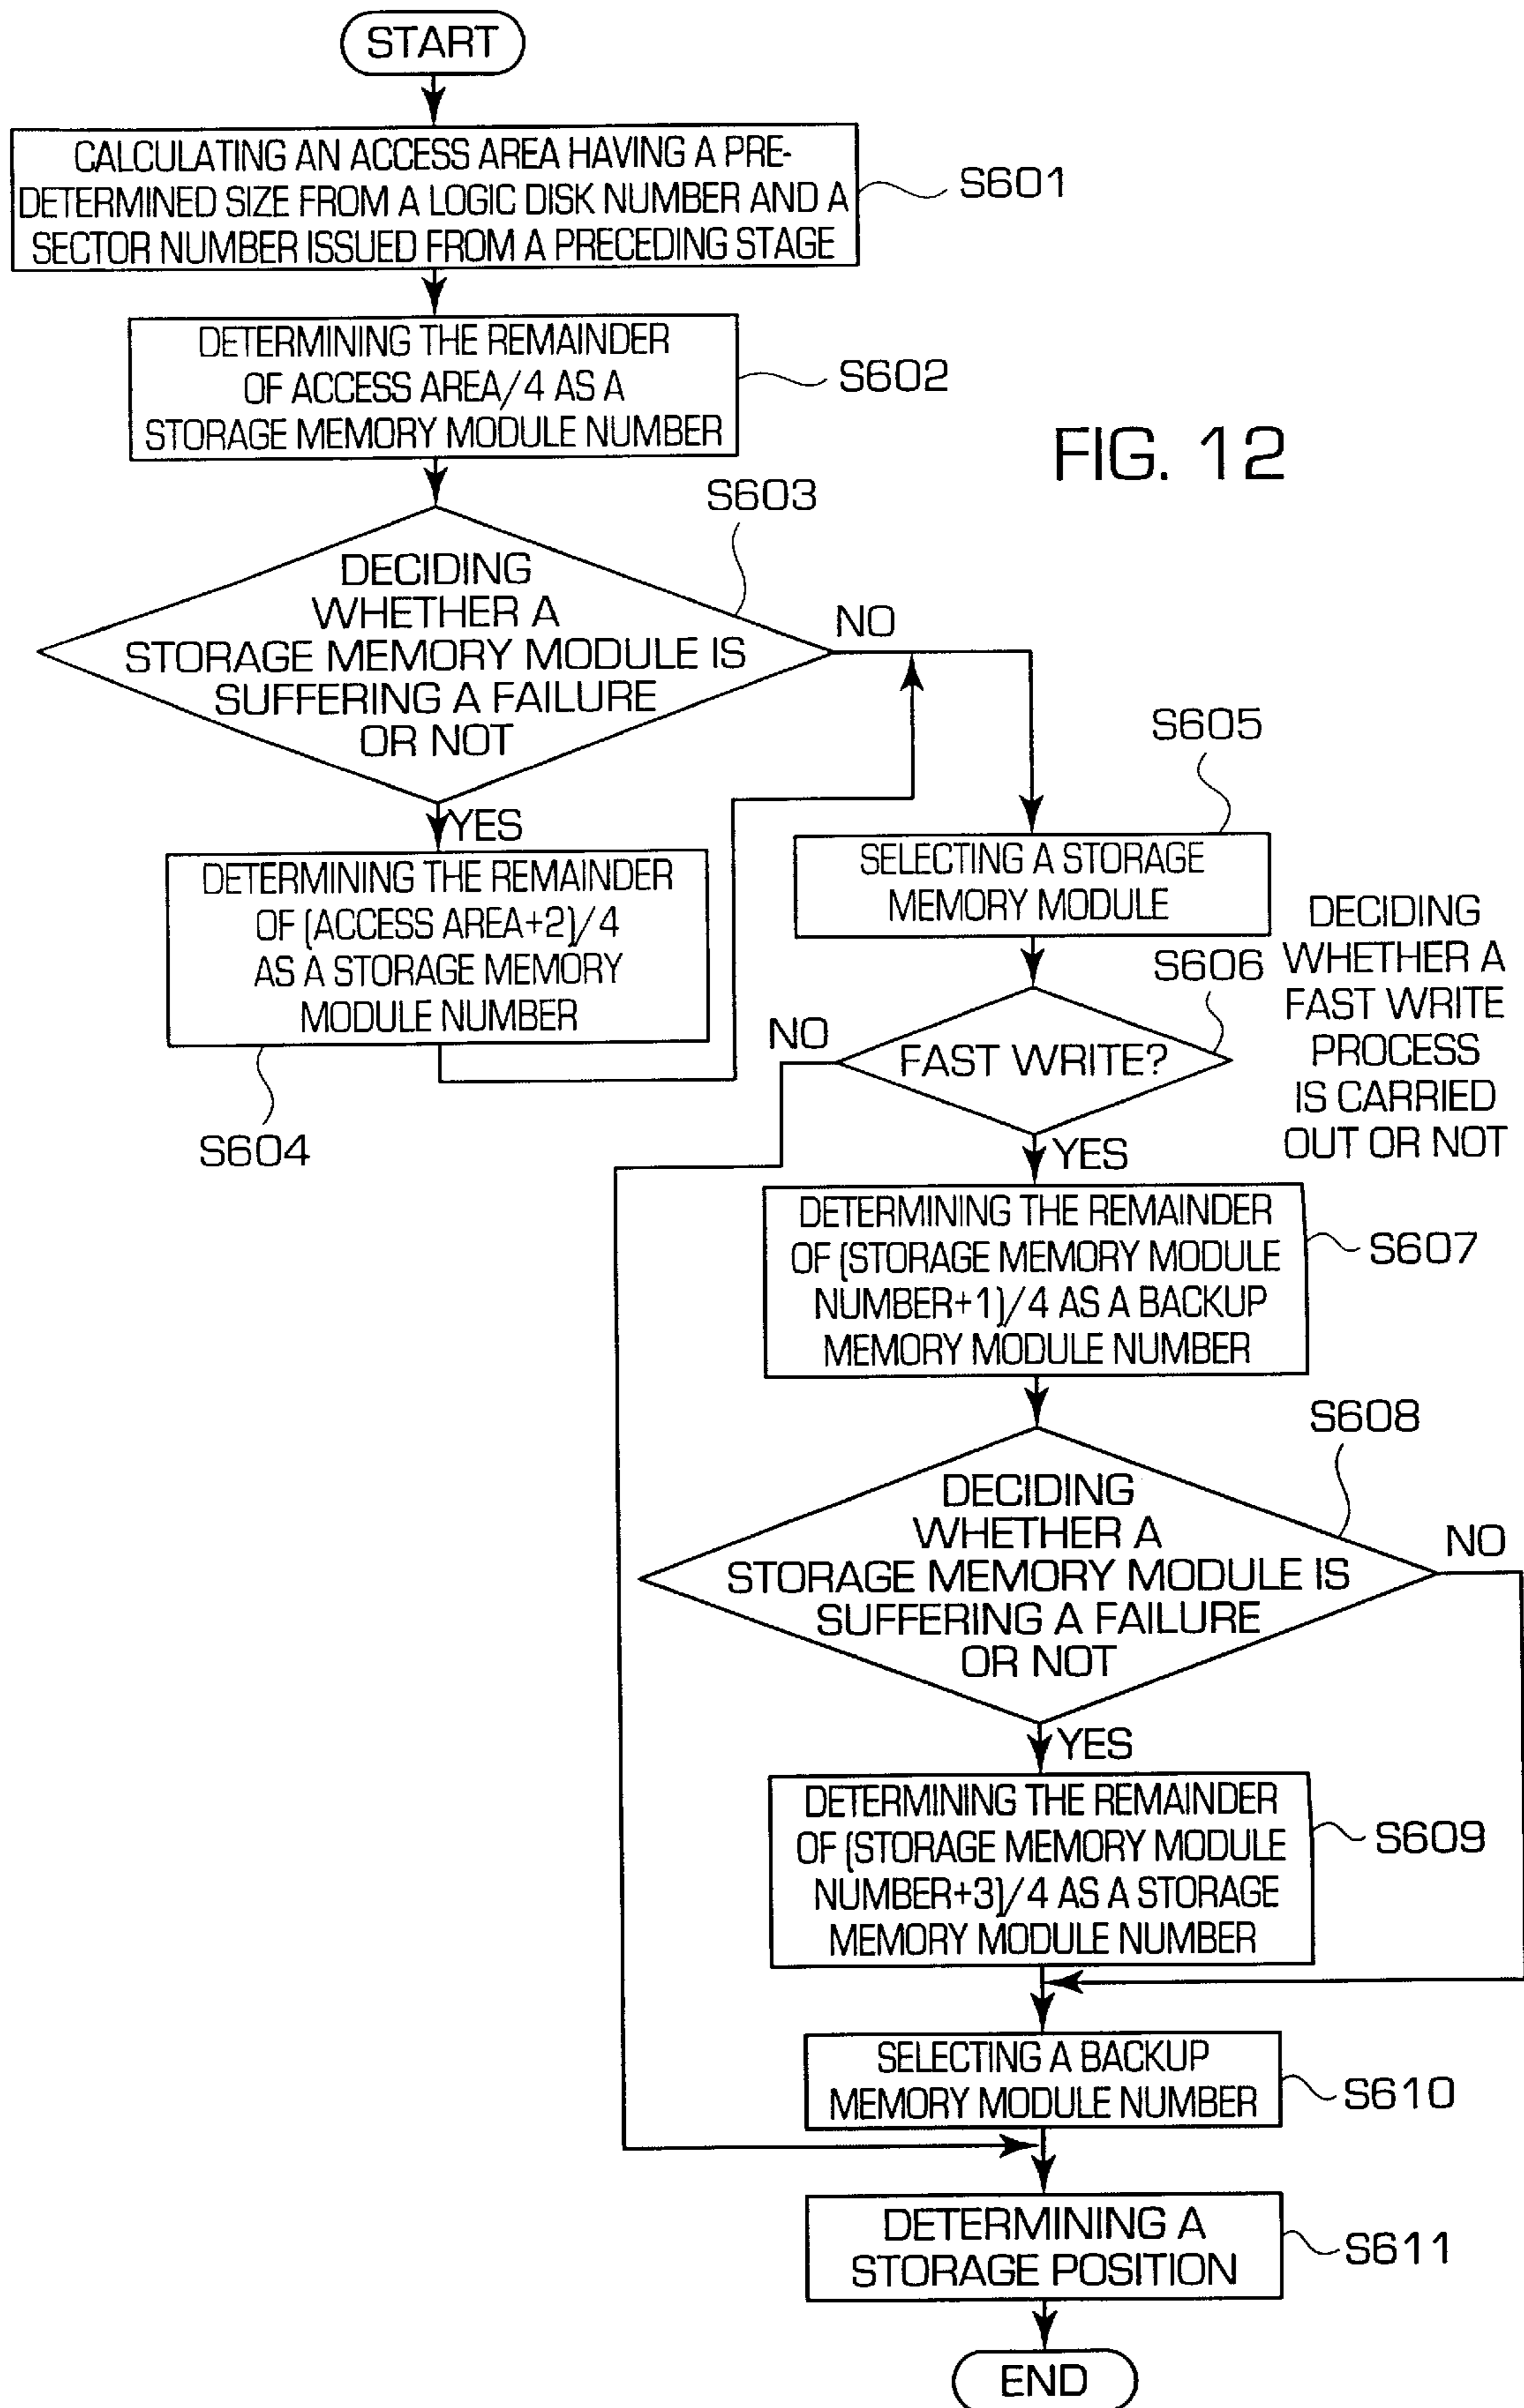 START
CALCULATING AN ACCESS AREA HAVING A PRE-
DETERMINED SIZE FROM A LOGIC DISK NUMBER AND A
SECTOR NUMBER ISSUED FROM A PRECEDING STAGE
S601
DETERMINING THE REMAINDER
OF ACCESS AREA/4 AS A
STORAGE MEMORY MODULE NUMBER
S602
FIG. 12
S603
DECIDING
WHETHER A
STORAGE MEMORY MODULE IS
SUFFERING A FAILURE
OR NOT
NO
YES
DETERMINING THE REMAINDER
OF (ACCESS AREA+2)/4
AS A STORAGE MEMORY
MODULE NUMBER
S604
S605
SELECTING A STORAGE
MEMORY MODULE
S606
DECIDING
WHETHER A
FAST WRITE
PROCESS
IS CARRIED
OUT OR NOT
NO
FAST WRITE?
YES
DETERMINING THE REMAINDER
OF (STORAGE MEMORY MODULE
NUMBER+1)/4 AS A BACKUP
MEMORY MODULE NUMBER
S607
S608
DECIDING
WHETHER A
STORAGE MEMORY MODULE IS
SUFFERING A FAILURE
OR NOT
NO
YES
DETERMINING THE REMAINDER
OF (STORAGE MEMORY MODULE
NUMBER+3)/4 AS A STORAGE
MEMORY MODULE NUMBER
S609
SELECTING A BACKUP
MEMORY MODULE NUMBER
S610
DETERMINING A
STORAGE POSITION
S611
END